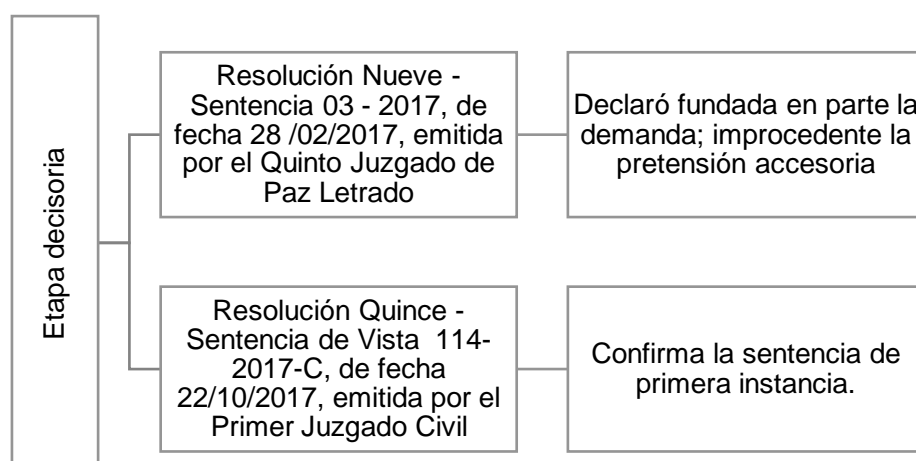 Etapa decisoria
Resolución Nueve -
Sentencia 03 - 2017, de
fecha 28 /02/2017, emitida
por el Quinto Juzgado de
Paz Letrado
Declaró fundada en parte la
demanda; improcedente la
pretensión accesoria
Resolución Quince -
Sentencia de Vista 114-
2017-C, de fecha
22/10/2017, emitida por el
Primer Juzgado Civil
Confirma la sentencia de
primera instancia.